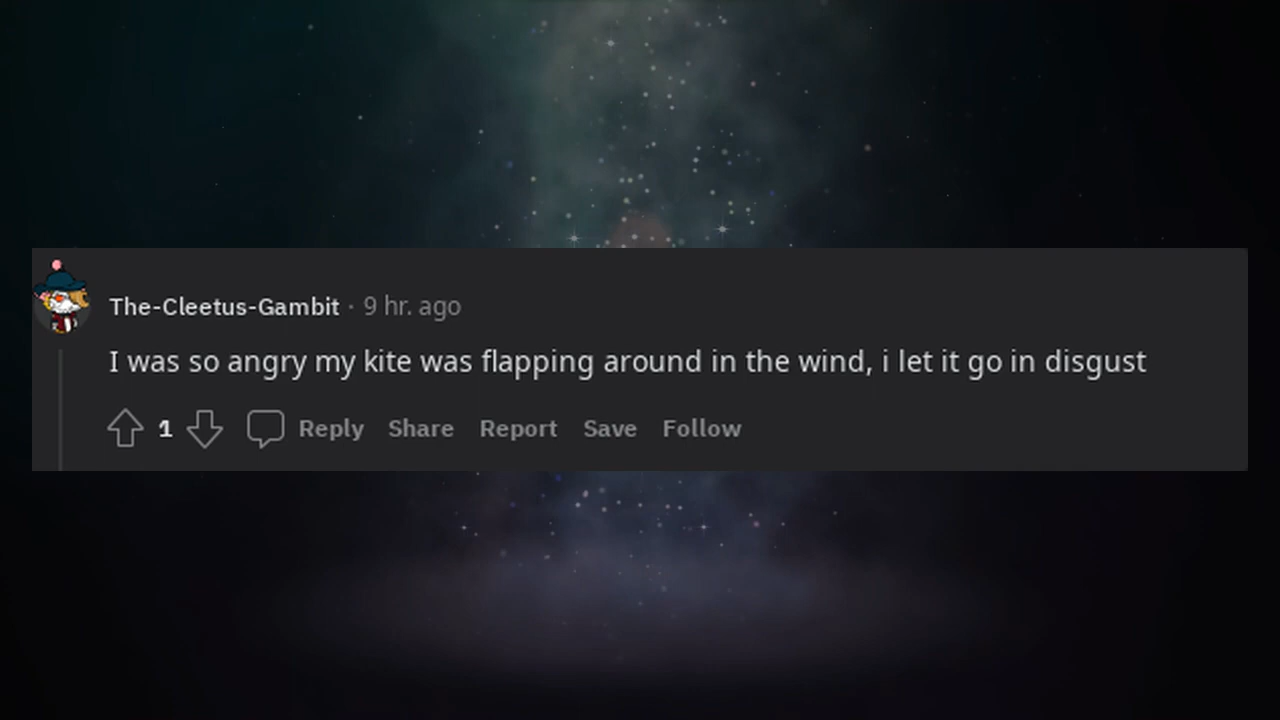 The-Cleetus-Gambit · 9 hr. ago
I was so angry my kite was flapping around in the wind, i let it go in disgust
1 Reply Share Report Save Follow